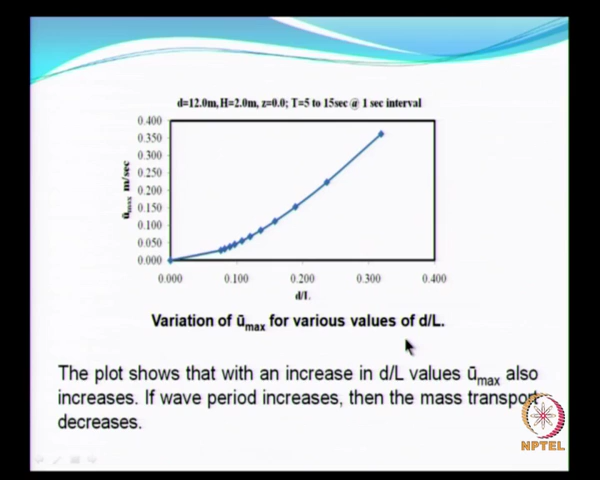 d=12.0m, H=2.0m, z=0.0; T=5 to 15sec @ 1 sec interval
0.400
0.350
0.300
0.250
0.200
0.150
0.100
0.050
0.000
ū max m/sec
0.000 0.100 0.200 0.300 0.400
d/L
Variation of ūmax for various values of d/L.
The plot shows that with an increase in d/L values ūmax also
increases. If wave period increases, then the mass transport
decreases.
NPTEL